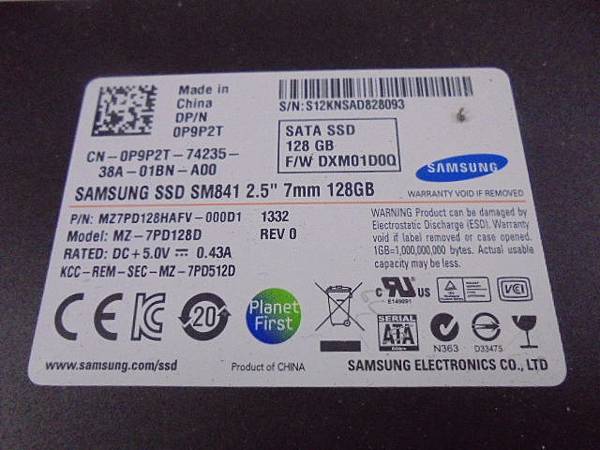 Made in
China
DP/N
0P9P2T
S/N: S12KNSAD828093
CN-0P9P2T-74235-
38A-01BN-A00
SATA SSD
128 GB
F/W DXM01D0Q
SAMSUNG
SAMSUNG SSD SM841 2.5" 7mm 128GB
WARRANTY VOID IF REMOVED
P/N: MZ7PD128HAFV-000D1 1332
Model: MZ-7PD128D REV 0
RATED: DC+5.0V 0.43A
KCC-REM-SEC-MZ-7PD512D
WARNING Product can be damaged by
Electrostatic Discharge (ESD). Warranty
void if label removed or case opened.
1GB=1,000,000,000 bytes. Actual usable
capacity may be less.
c RU US
E149091
VCI
CE
20
Planet
First
SERIAL
ATA
N363
D33475
www.samsung.com/ssd
Product of CHINA
SAMSUNG ELECTRONICS CO., LTD